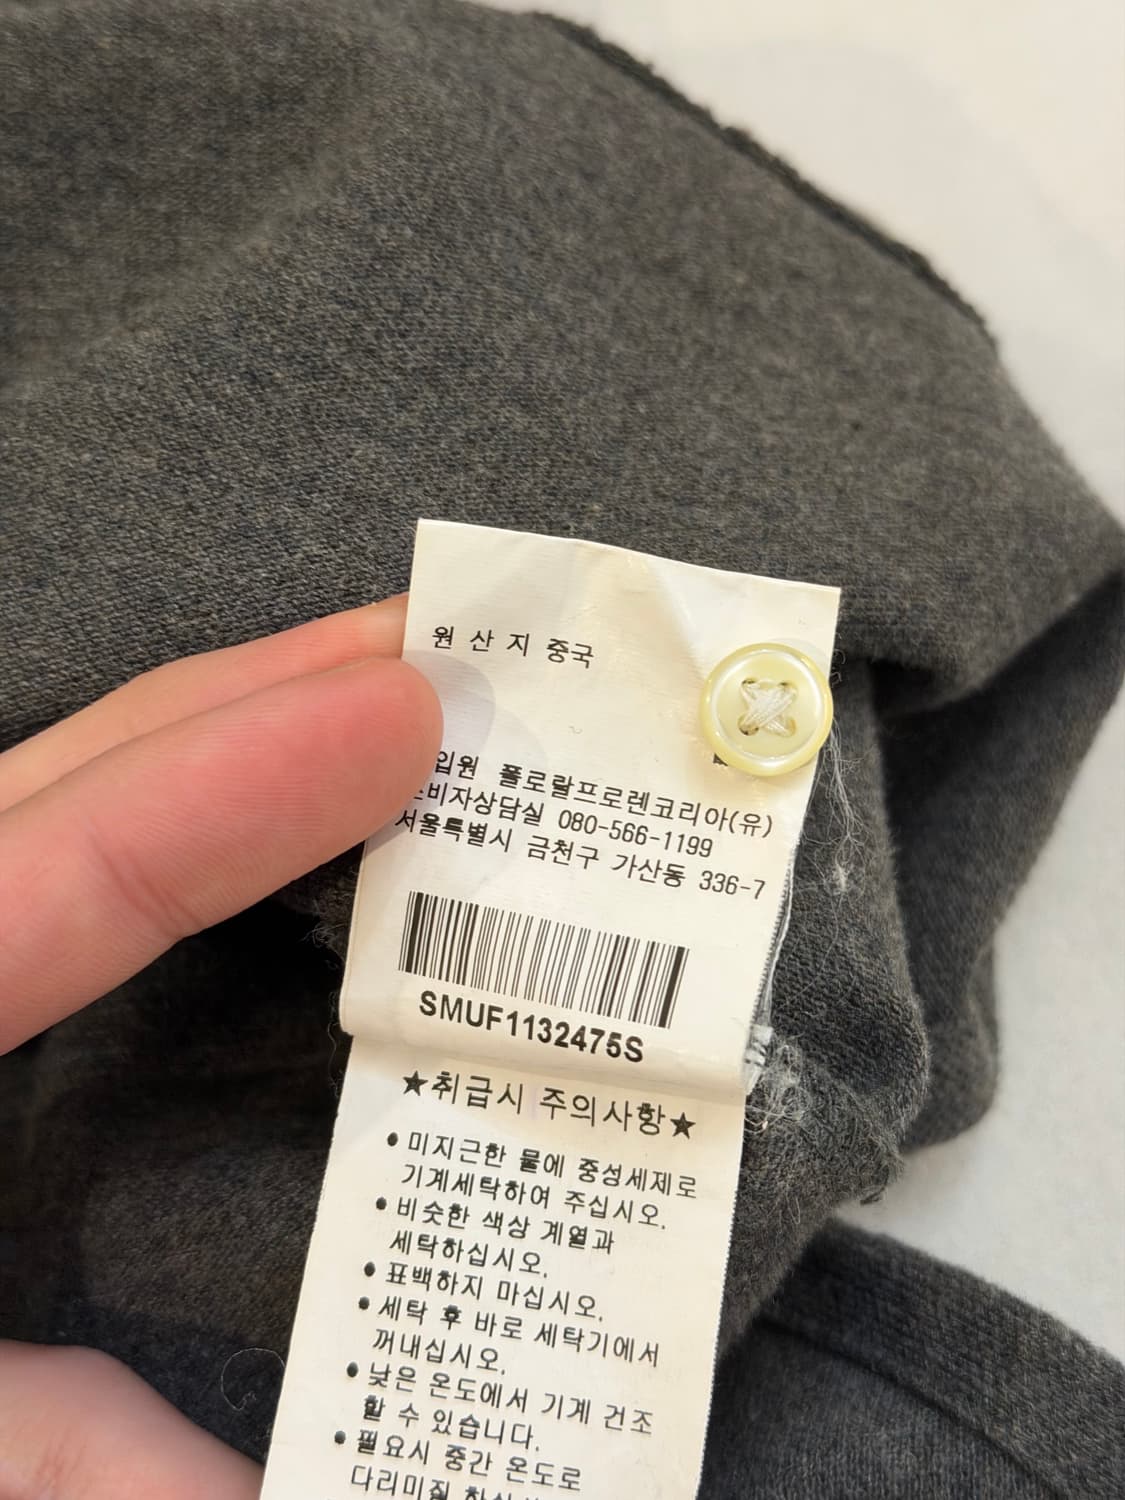 원 산 지 중국
입원 폴로랄프로렌코리아(유)
비자상담실 080-566-1199
서울특별시 금천구 가산동 336-7
SMUF1132475S
★취급시 주의사항★
● 미지근한 물에 중성세제로
기계세탁하여 주십시오.
● 비슷한 색상 계열과
세탁하십시오.
● 표백하지 마십시오.
● 세탁 후 바로 세탁기에서
꺼내십시오.
● 낮은 온도에서 기계 건조
할 수 있습니다.
● 필요시 중간 온도로
다리미질